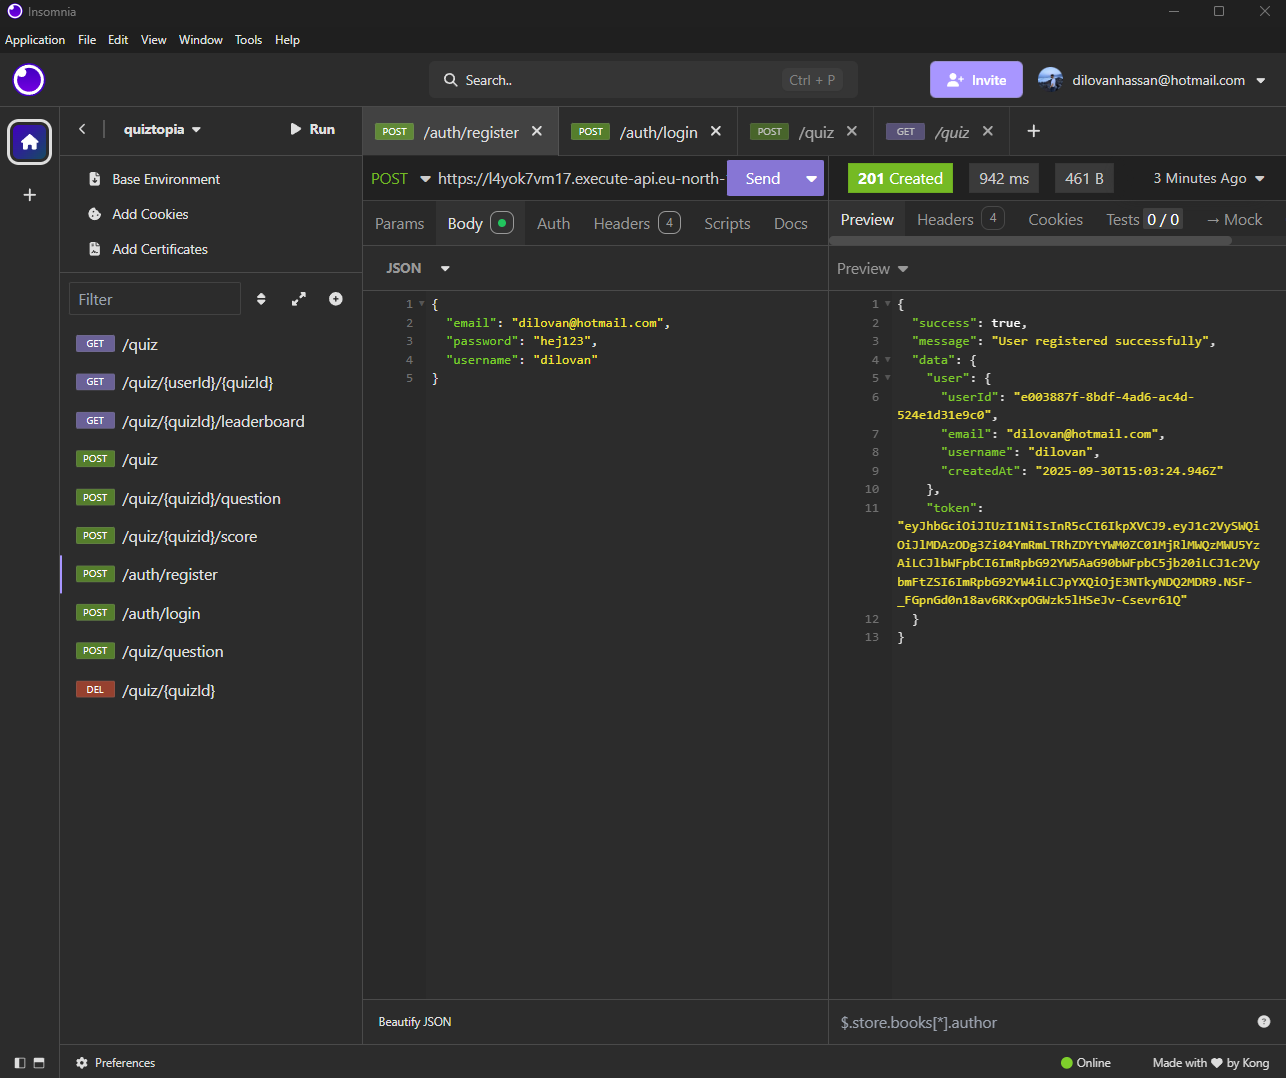 Insomnia
Application File Edit View Window Tools Help
Search..
Ctrl + P
Invite
dilovanhassan@hotmail.com
quiztopia
Run
Base Environment
Add Cookies
Add Certificates
Filter
GET /quiz
GET /quiz/{userId}/{quizId}
GET /quiz/{quizId}/leaderboard
POST /quiz
POST /quiz/{quizid}/question
POST /quiz/{quizid}/score
POST /auth/register
POST /auth/login
POST /quiz/question
DEL /quiz/{quizId}
POST /auth/register
POST /auth/login
POST /quiz
GET /quiz
POST
https://l4yok7vm17.execute-api.eu-north-
Send
Params Body Auth Headers 4 Scripts Docs
JSON
1 {
2 "email": "dilovan@hotmail.com",
3 "password": "hej123",
4 "username": "dilovan"
5 }
Beautify JSON
201 Created
942 ms
461 B
3 Minutes Ago
Preview Headers 4 Cookies Tests 0 / 0 → Mock
Preview
1 {
2 "success": true,
3 "message": "User registered successfully",
4 "data": {
5 "user": {
6 "userId": "e003887f-8bdf-4ad6-ac4d-
524e1d31e9c0",
7 "email": "dilovan@hotmail.com",
8 "username": "dilovan",
9 "createdAt": "2025-09-30T15:03:24.946Z"
10 },
11 "token":
"eyJhbGciOiJIUzI1NiIsInR5cCI6IkpXVCJ9.eyJ1c2VySWQi
OiJlMDAzODg3Zi04YmRmLTRhZDYtYWM0ZC01MjRlMWQzMWU5Yz
AiLCJlbWFpbCI6ImRpbG92YW5AaG90bWFpbC5jb20iLCJ1c2Vy
bmFtZSI6ImRpbG92YW4iLCJpYXQiOjE3NTkyNDQ2MDR9.NSF-
_FGpnGd0n18av6RKxpOGWzk5lHSeJv-Csevr61Q"
12 }
13 }
$.store.books[*].author
Preferences
Online
Made with ♥ by Kong